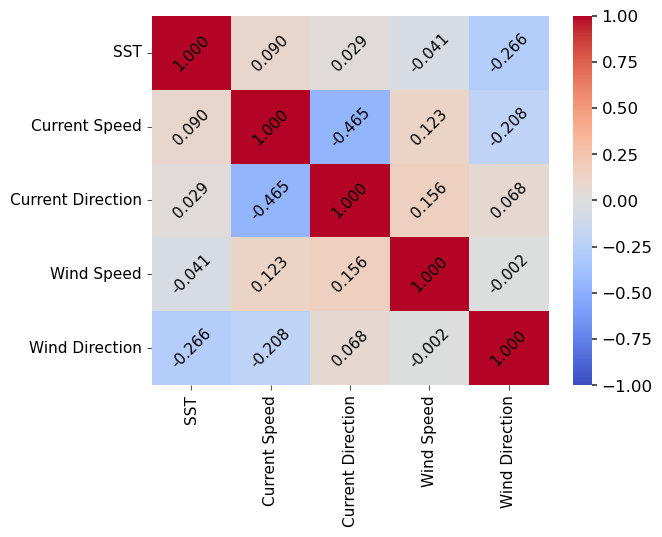 SST 1.000 0.090 0.029 -0.041 -0.266
Current Speed 0.090 1.000 -0.465 0.123 -0.208
Current Direction 0.029 -0.465 1.000 0.156 0.068
Wind Speed -0.041 0.123 0.156 1.000 -0.002
Wind Direction -0.266 -0.208 0.068 -0.002 1.000
SST
Current Speed
Current Direction
Wind Speed
Wind Direction
1.00
0.75
0.50
0.25
0.00
−0.25
−0.50
−0.75
−1.00